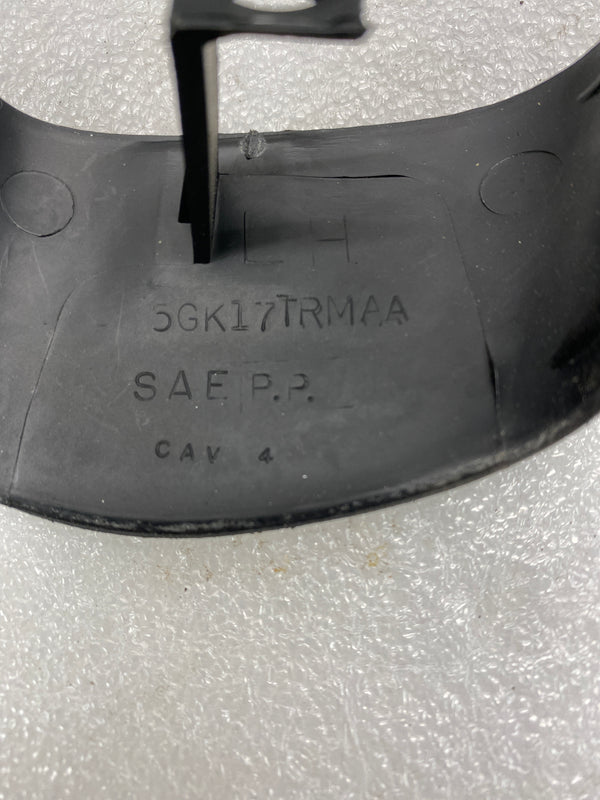 LH
5GK17TRMAA
SAE P.P.
CAV 4